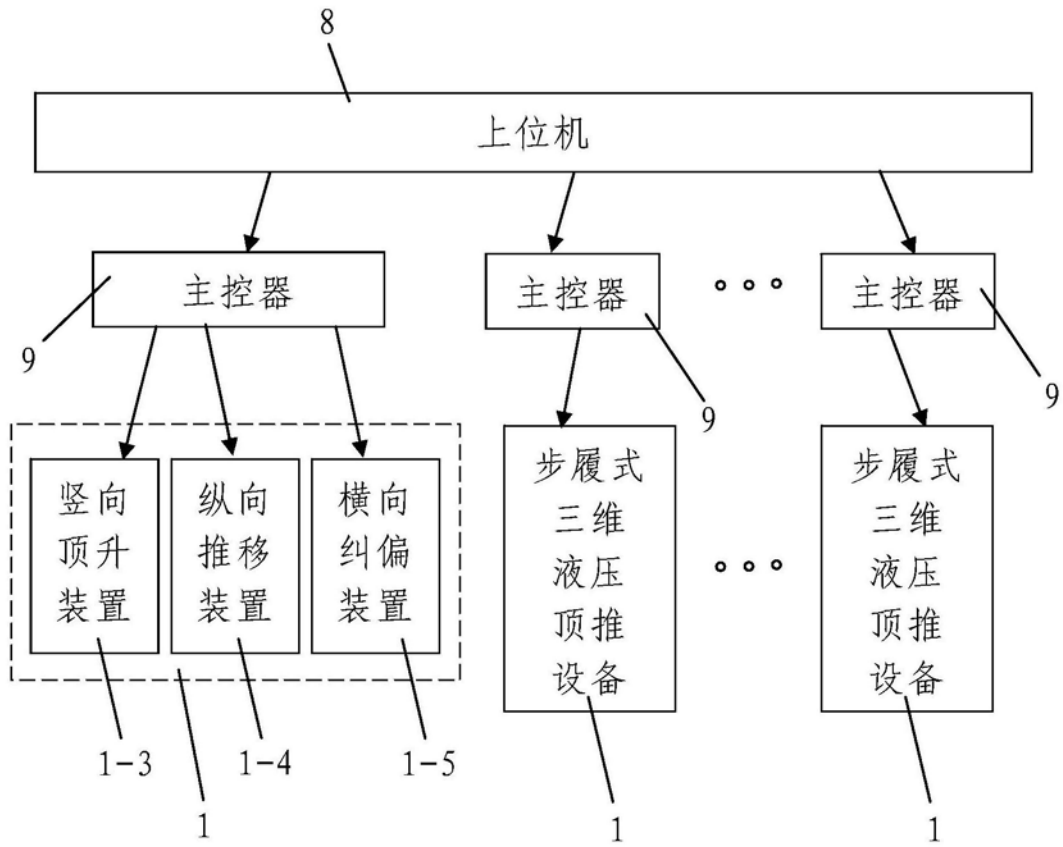 8
上位机
主控器
主控器
主控器
9
9
9
竖向
顶升
装置
纵向
推移
装置
横向
纠偏
装置
步履式
三维
液压
顶推
设备
步履式
三维
液压
顶推
设备
1-3
1-4
1-5
1
1
1